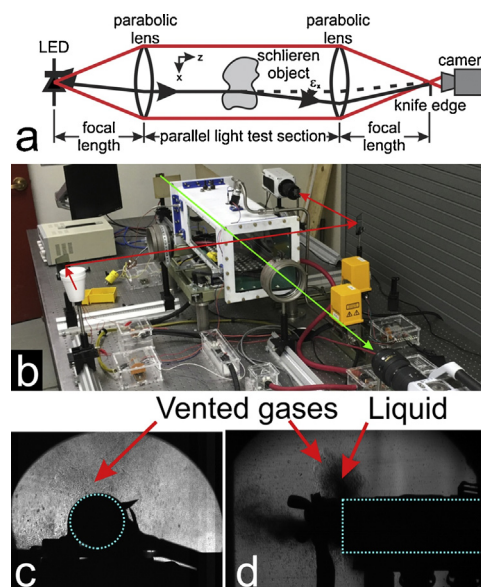 parabolic lens
parabolic lens
LED
z
x
schlieren object
εx
camera
knife edge
focal length
parallel light test section
focal length
a
b
Vented gases
Liquid
c
d